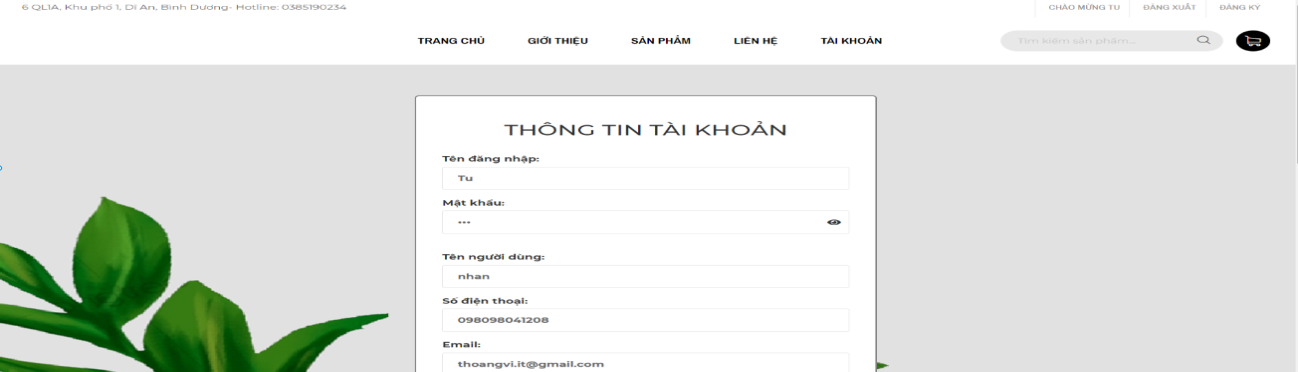 6 QL1A, Khu phố 1, Dĩ An, Bình Dương- Hotline: 0385190234
CHÀO MỪNG TU ĐĂNG XUẤT ĐĂNG KÝ
TRANG CHỦ GIỚI THIỆU SẢN PHẨM LIÊN HỆ TÀI KHOẢN
Tìm kiếm sản phẩm...
THÔNG TIN TÀI KHOẢN
Tên đăng nhập:
Tu
Mật khẩu:
•••
Tên người dùng:
nhan
Số điện thoại:
098098041208
Email:
thoangvi.it@gmail.com